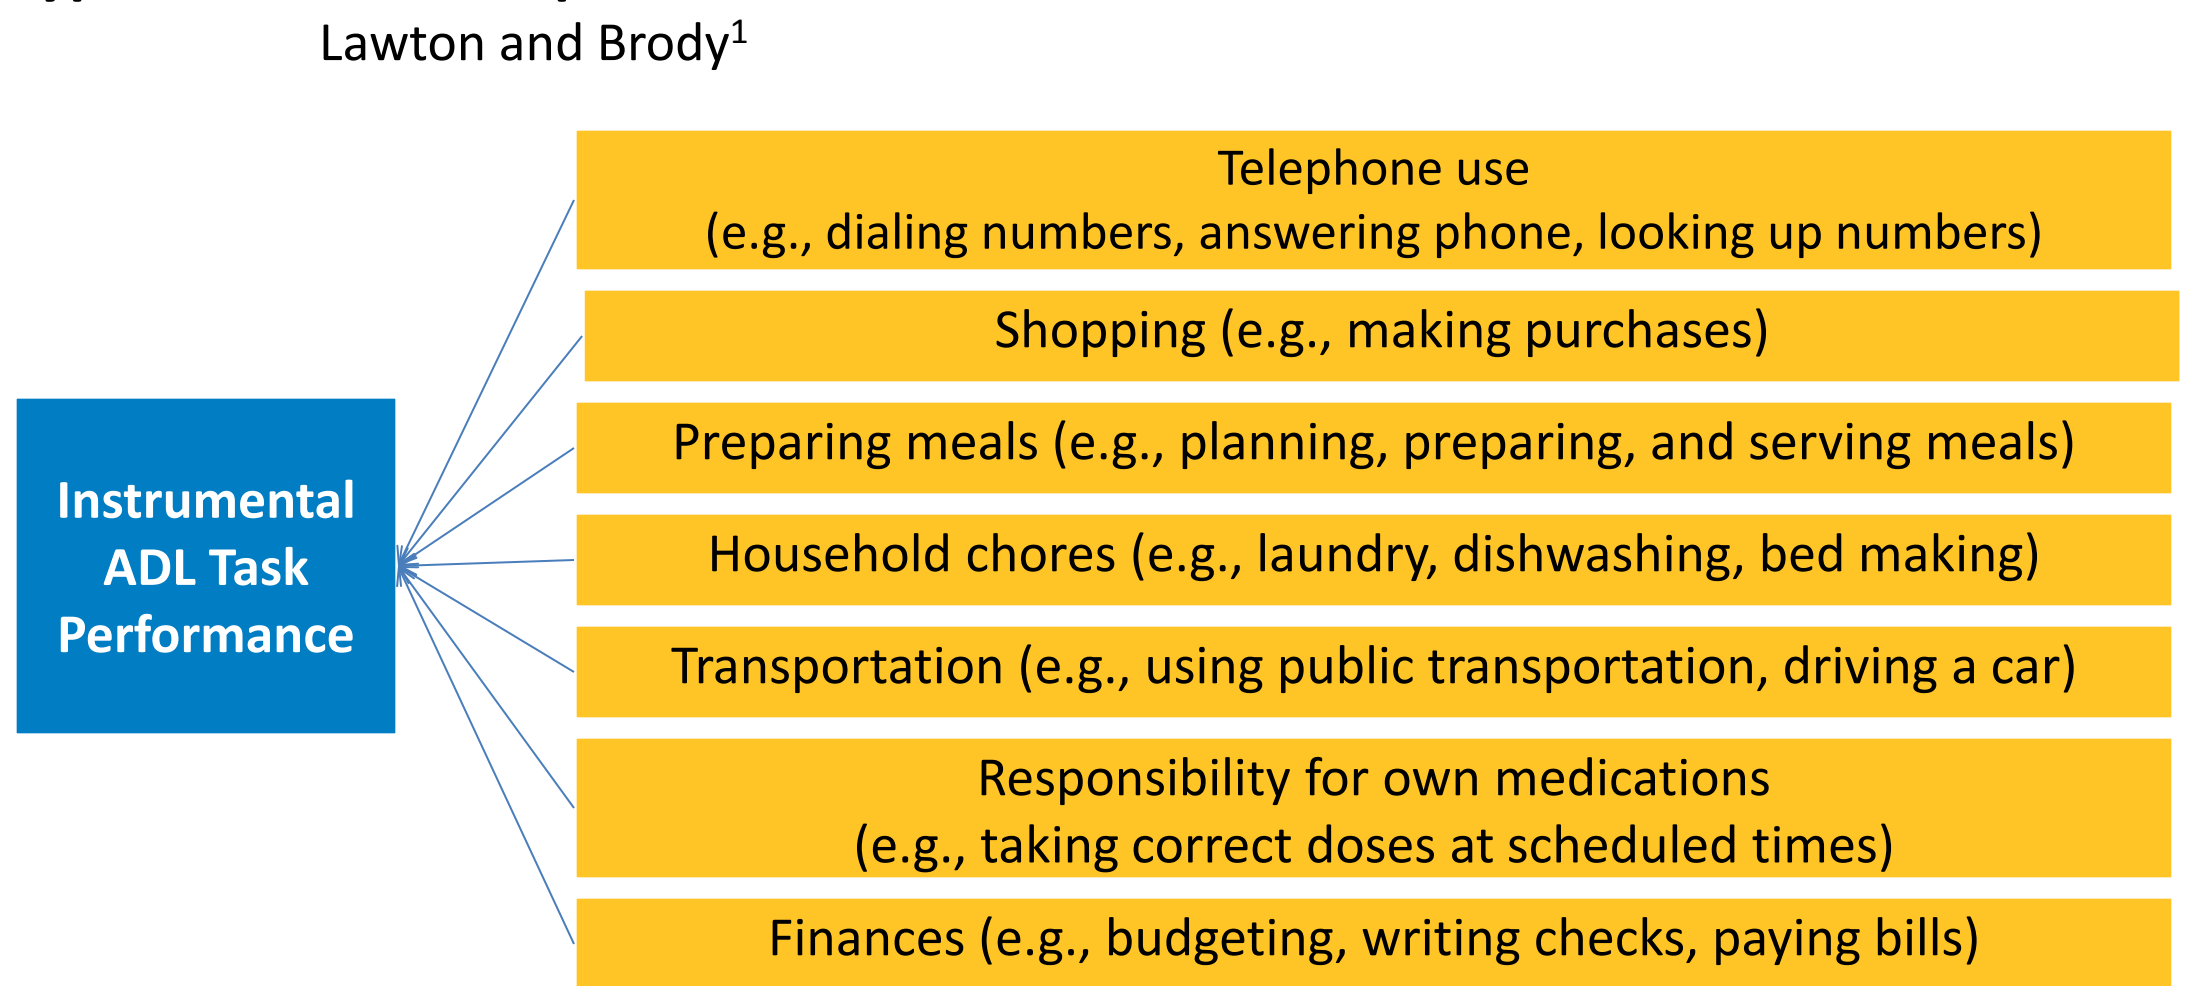 Lawton and Brody¹
Telephone use
(e.g., dialing numbers, answering phone, looking up numbers)
Shopping (e.g., making purchases)
Preparing meals (e.g., planning, preparing, and serving meals)
Instrumental
ADL Task
Performance
Household chores (e.g., laundry, dishwashing, bed making)
Transportation (e.g., using public transportation, driving a car)
Responsibility for own medications
(e.g., taking correct doses at scheduled times)
Finances (e.g., budgeting, writing checks, paying bills)